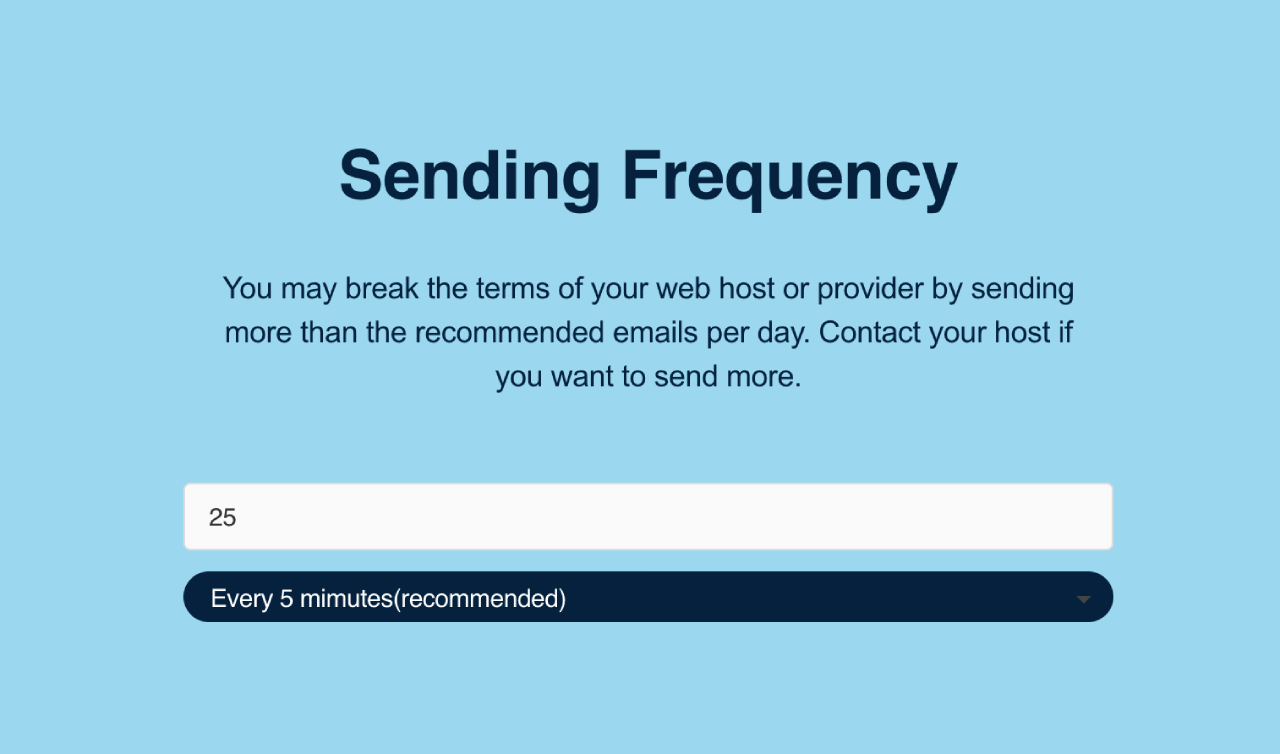 Sending Frequency
You may break the terms of your web host or provider by sending
more than the recommended emails per day. Contact your host if
you want to send more.
25
Every 5 mimutes(recommended)